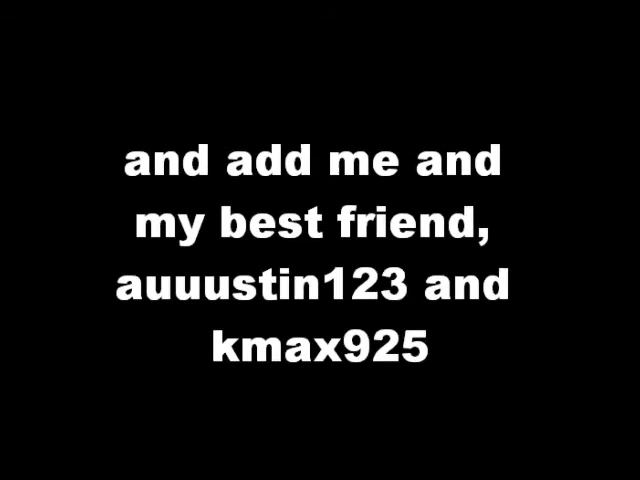 and add me and
my best friend,
auuustin123 and
kmax925